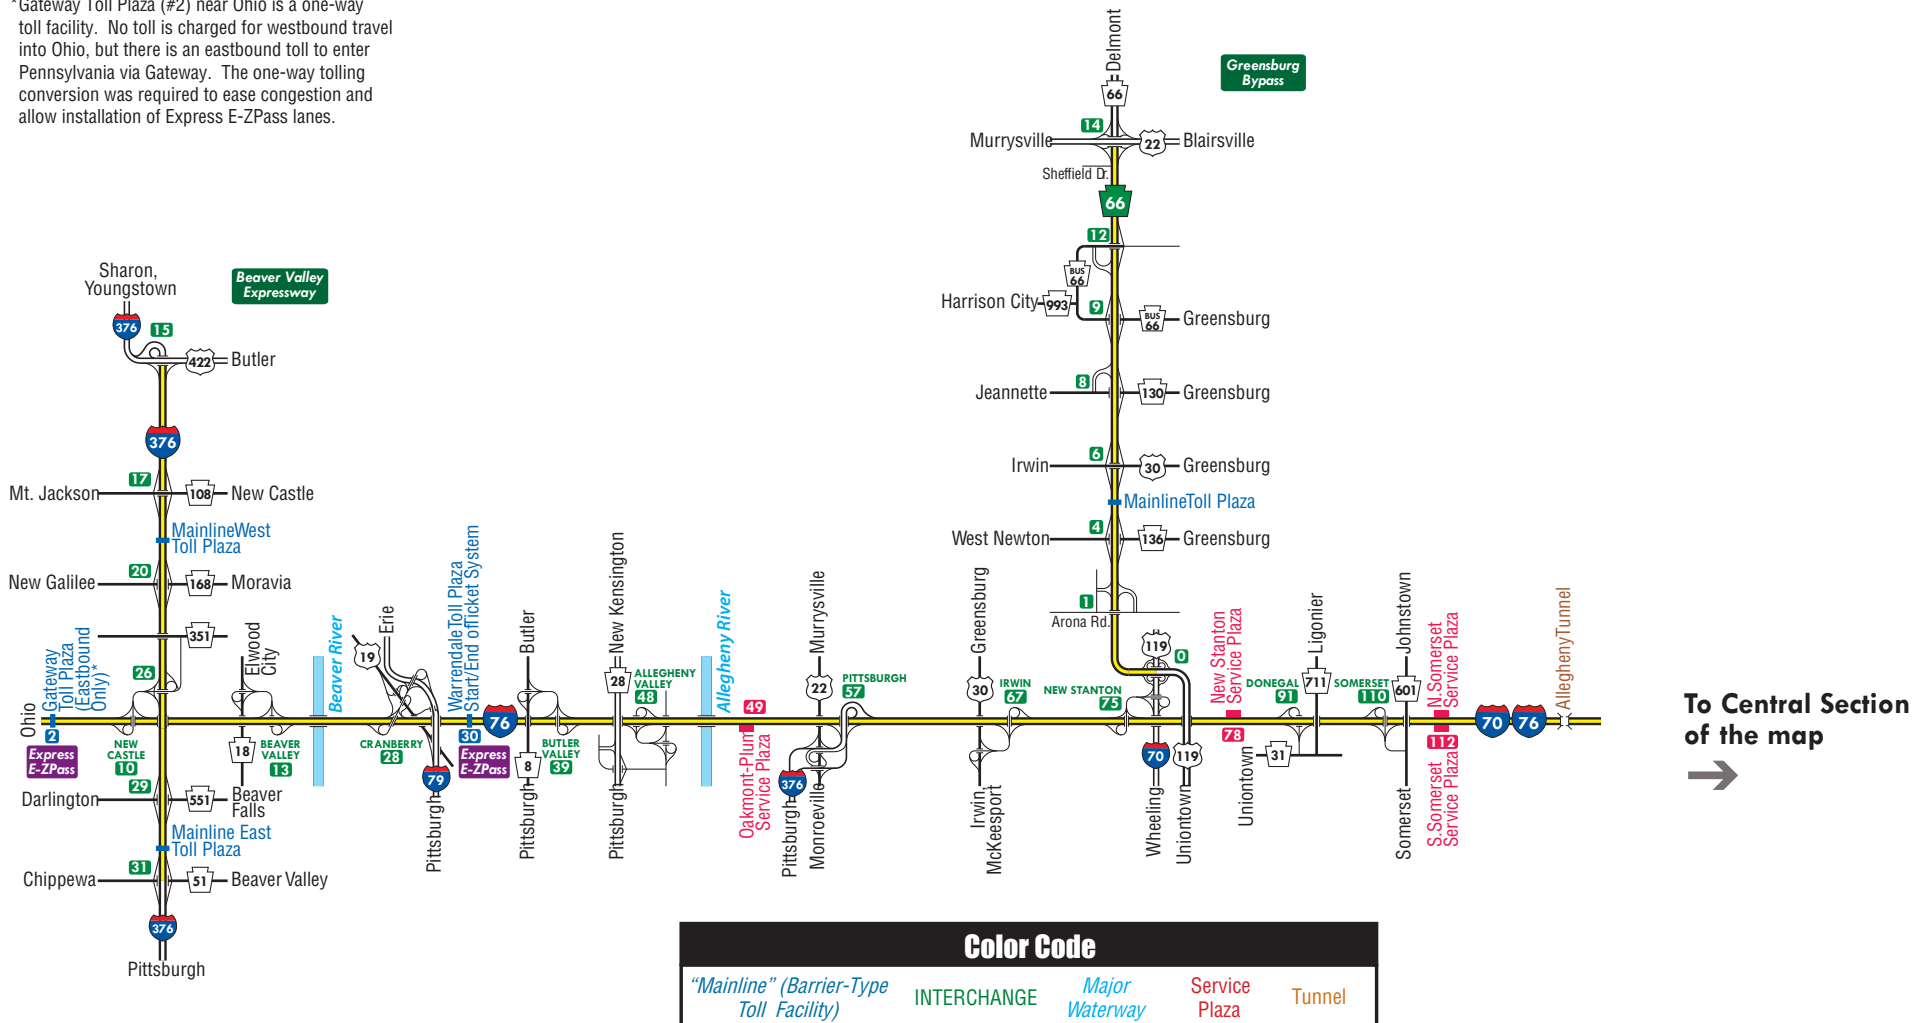 *Gateway Toll Plaza (#2) near Ohio is a one-way
toll facility. No toll is charged for westbound travel
into Ohio, but there is an eastbound toll to enter
Pennsylvania via Gateway. The one-way tolling
conversion was required to ease congestion and
allow installation of Express E-ZPass lanes.
Delmont
66
Greensburg
Bypass
14
Murrysville
22
Blairsville
Sheffield Dr.
66
12
BUS
66
Harrison City
993
9
BUS
66
Greensburg
Jeannette
8
130
Greensburg
Irwin
6
30
Greensburg
MainlineToll Plaza
West Newton
4
136
Greensburg
1
Arona Rd.
119
0
Sharon,
Youngstown
Beaver Valley
Expressway
376
15
422
Butler
376
Mt. Jackson
17
108
New Castle
MainlineWest
Toll Plaza
New Galilee
20
168
Moravia
351
26
Ohio
Gateway
Toll Plaza
(Eastbound
Only)*
2
Express
E-ZPass
NEW
CASTLE
10
29
Darlington
551
Beaver
Falls
Mainline East
Toll Plaza
Chippewa
31
51
Beaver Valley
376
Pittsburgh
Elwood
City
18
BEAVER
VALLEY
13
Beaver River
19
Erie
CRANBERRY
28
79
Pittsburgh
WarrendaleToll Plaza
Start/End ofTicket System
30
Express
E-ZPass
76
Butler
8
Pittsburgh
BUTLER
VALLEY
39
New Kensington
28
Pittsburgh
ALLEGHENY
VALLEY
48
Allegheny River
49
Oakmont-Plum
Service Plaza
Murrysville
22
PITTSBURGH
57
376
Pittsburgh
Monroeville
Greensburg
30
IRWIN
67
Irwin,
McKeesport
NEW STANTON
75
70
Wheeling
119
Uniontown
New Stanton
Service Plaza
78
DONEGAL
91
Ligonier
711
31
Uniontown
SOMERSET
110
Johnstown
601
Somerset
N.Somerset
Service Plaza
112
S.Somerset
Service Plaza
70
76
AlleghenyTunnel
To Central Section
of the map
Color Code
“Mainline” (Barrier-Type
Toll Facility)
INTERCHANGE
Major
Waterway
Service
Plaza
Tunnel